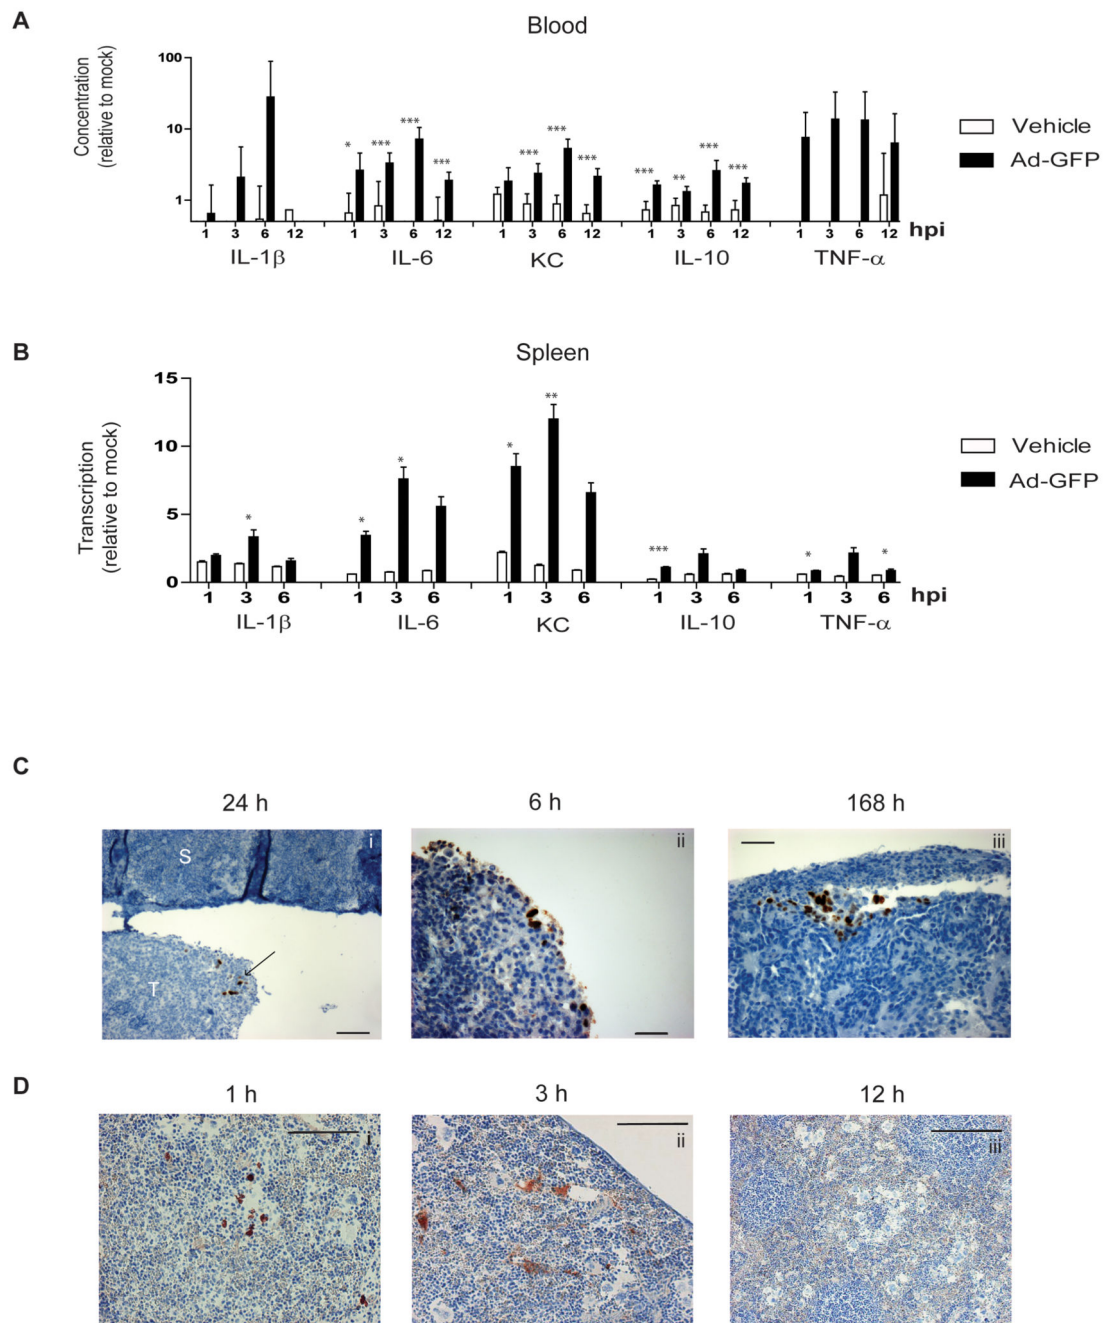 A
Blood
Concentration
(relative to mock)
100
10
1
* *** *** *** *** *** *** *** ** *** ***
Vehicle
Ad-GFP
1 3 6 12 1 3 6 12 1 3 6 12 1 3 6 12 1 3 6 12 hpi
IL-1β IL-6 KC IL-10 TNF-α
B
Spleen
Transcription
(relative to mock)
15
10
5
0
* * * * ** *** * *
Vehicle
Ad-GFP
1 3 6 1 3 6 1 3 6 1 3 6 1 3 6 hpi
IL-1β IL-6 KC IL-10 TNF-α
C
24 h 6 h 168 h
i ii iii
S
T
D
1 h 3 h 12 h
i ii iii